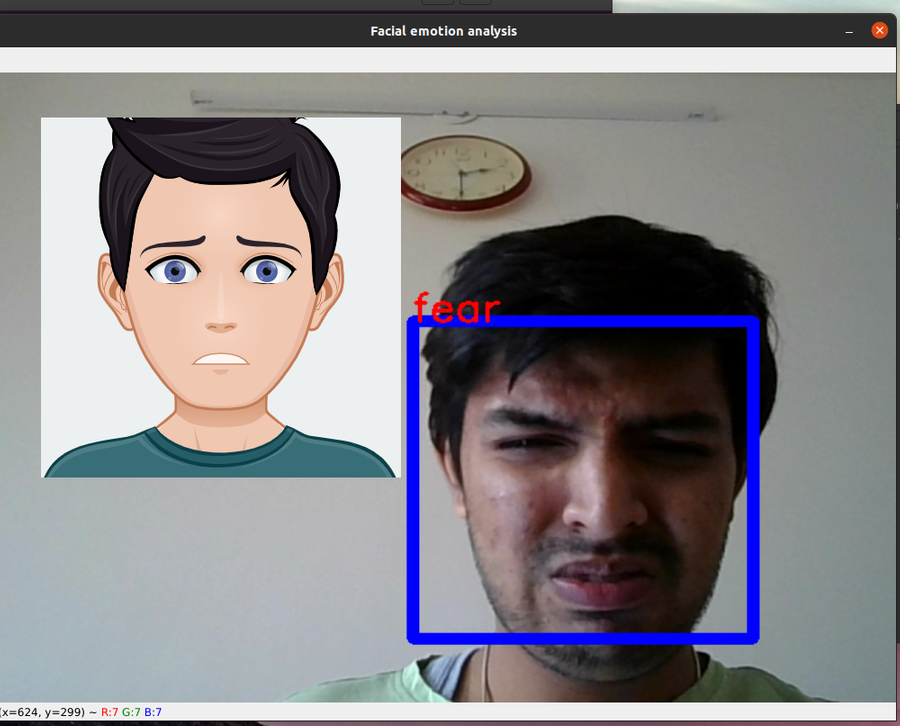 Facial emotion analysis
fear
(x=624, y=299) ~ R:7 G:7 B:7